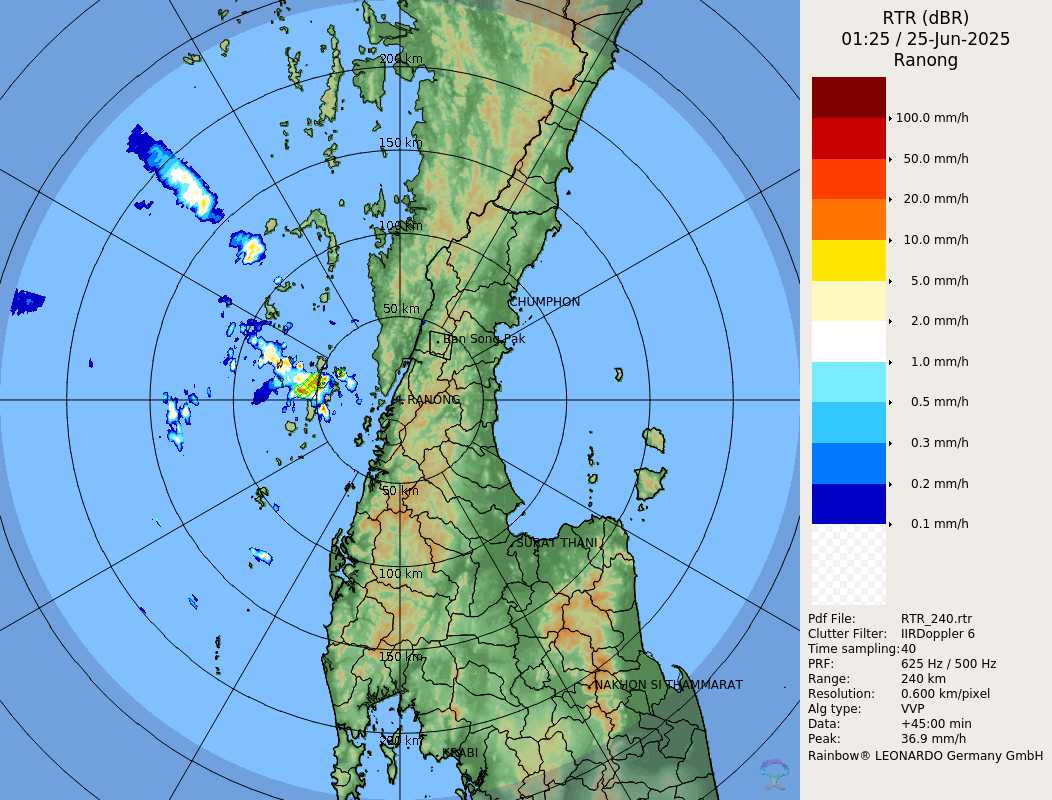 RTR (dBR)
01:25 / 25-Jun-2025
Ranong
100.0 mm/h
50.0 mm/h
20.0 mm/h
10.0 mm/h
5.0 mm/h
2.0 mm/h
1.0 mm/h
0.5 mm/h
0.3 mm/h
0.2 mm/h
0.1 mm/h
Pdf File: RTR_240.rtr
Clutter Filter: IIRDoppler 6
Time sampling: 40
PRF: 625 Hz / 500 Hz
Range: 240 km
Resolution: 0.600 km/pixel
Alg type: VVP
Data: +45:00 min
Peak: 36.9 mm/h
Rainbow® LEONARDO Germany GmbH
200 km
150 km
100 km
50 km
CHUMPHON
Ban Song Pak
RANONG
50 km
SURAT THANI
100 km
150 km
NAKHON SI THAMMARAT
200 km
KRABI